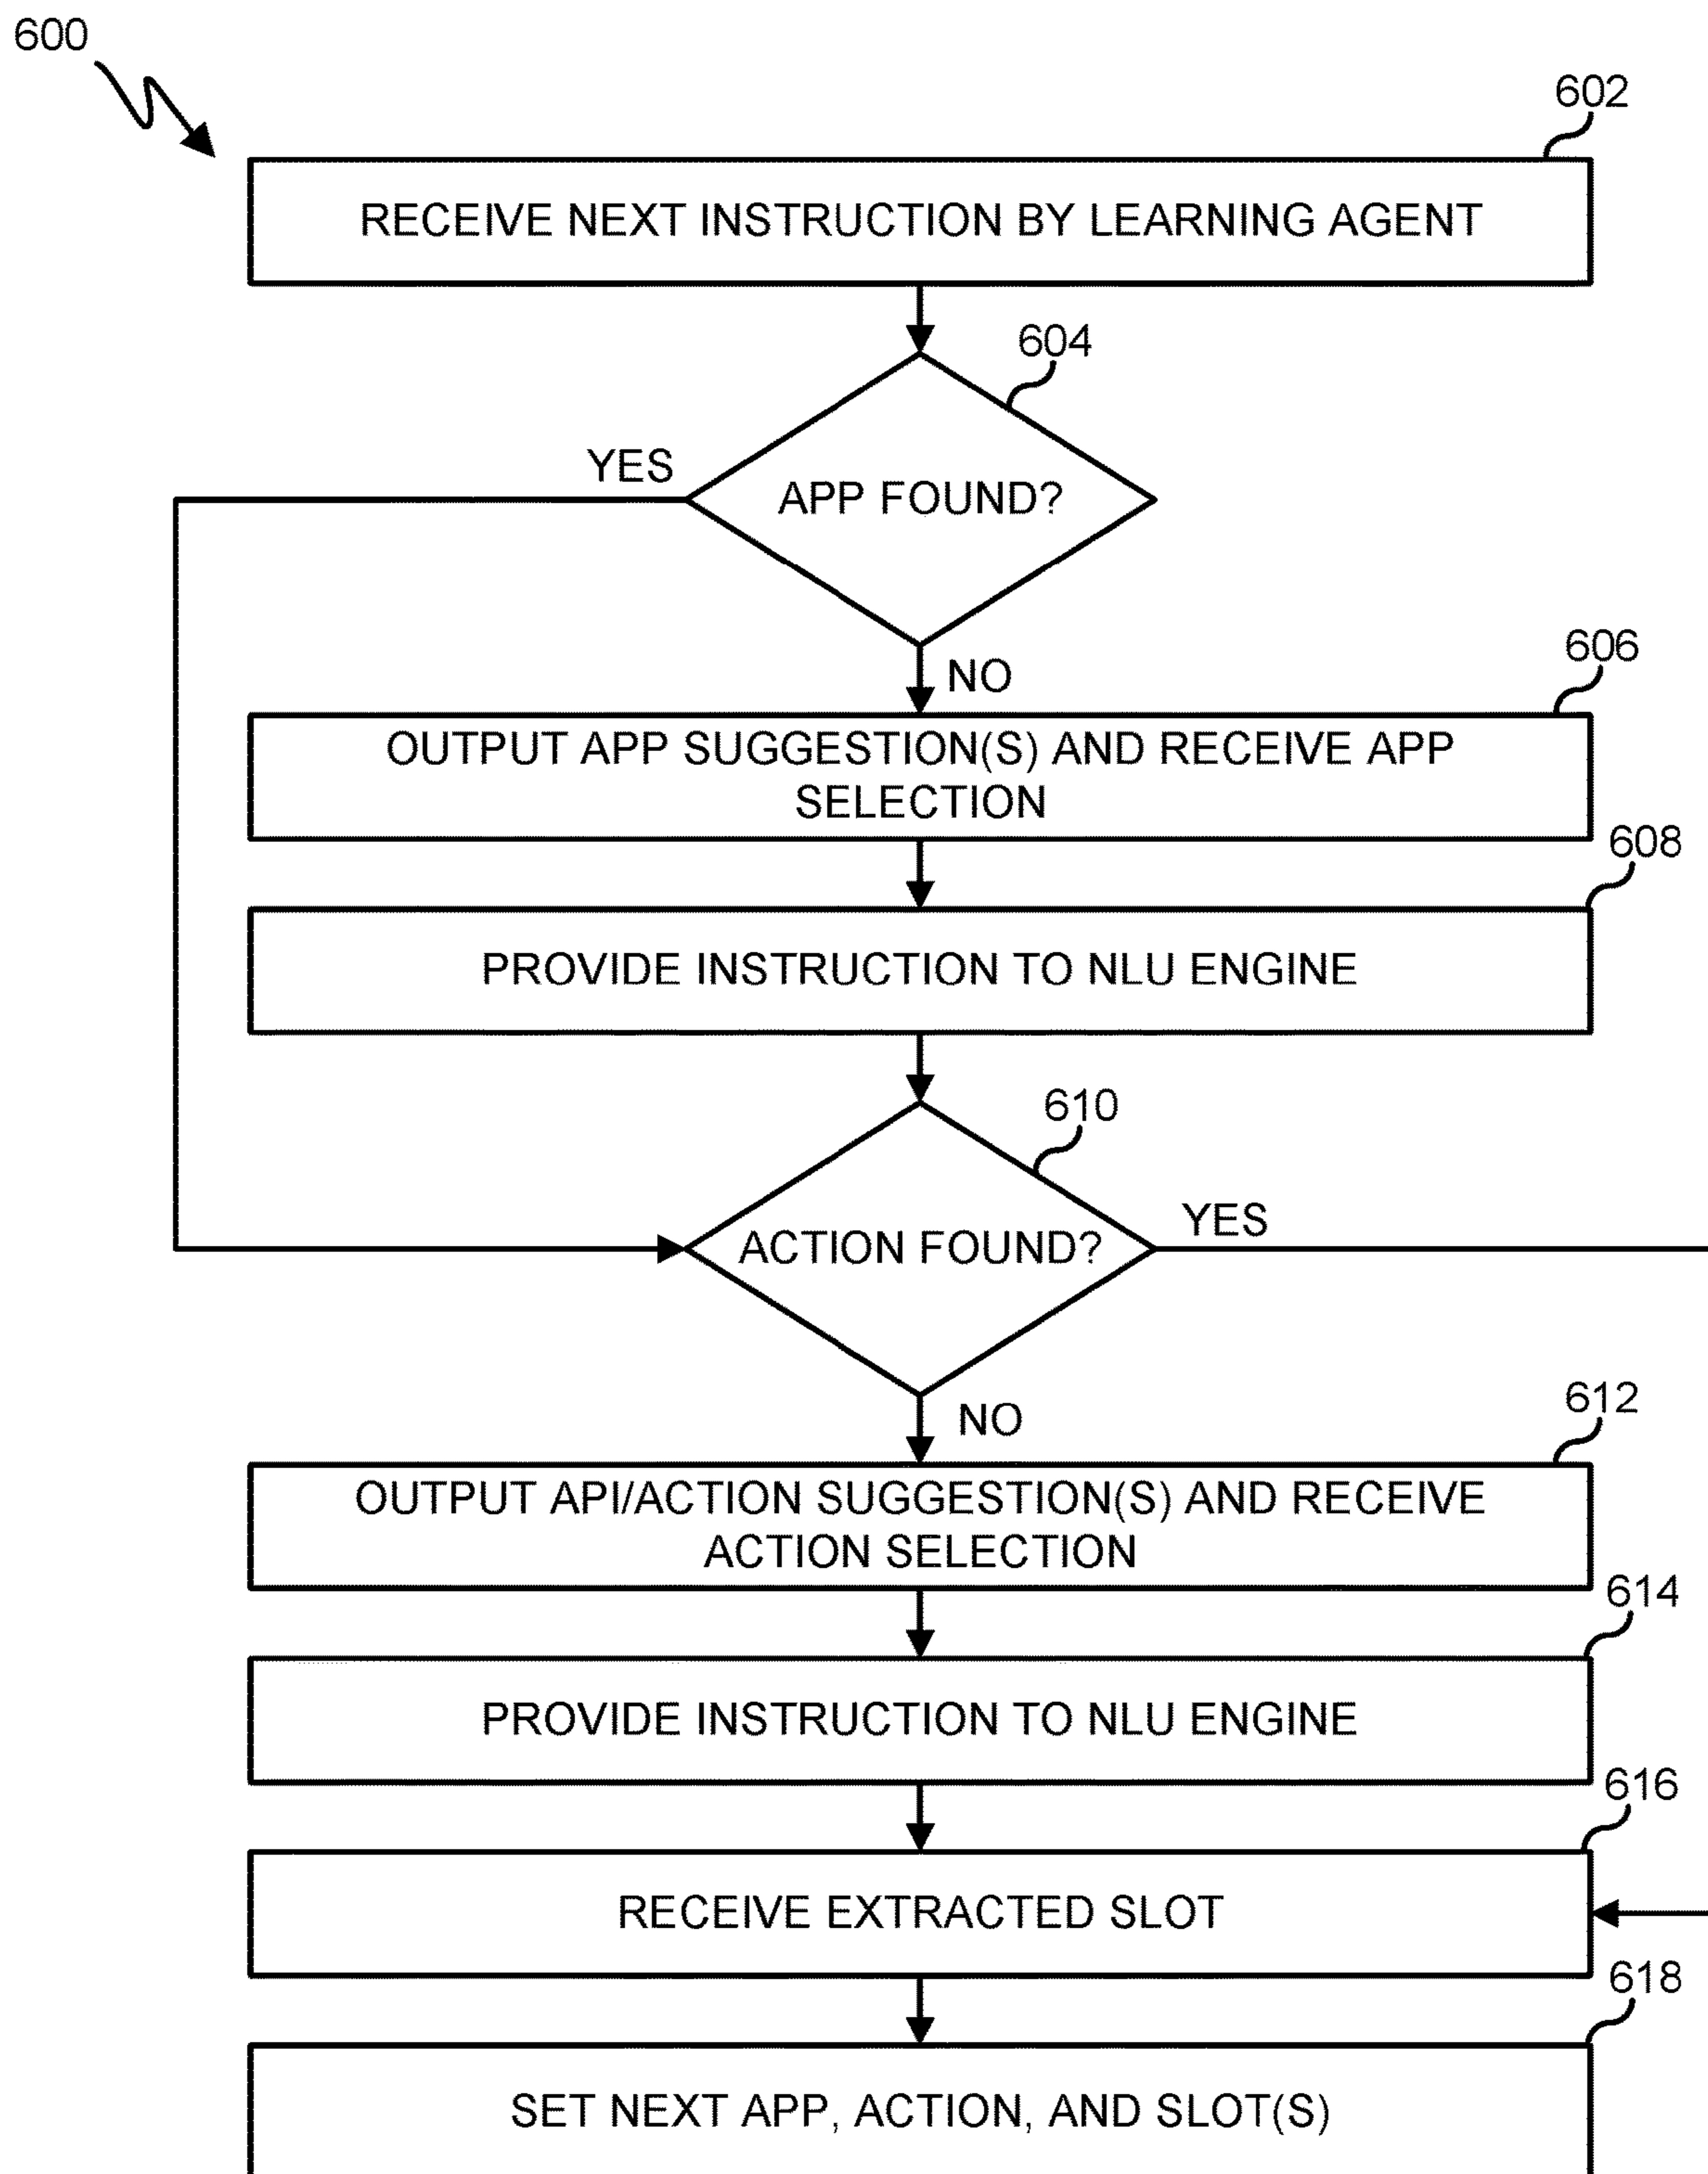 600
602
RECEIVE NEXT INSTRUCTION BY LEARNING AGENT
604
YES
APP FOUND?
NO
606
OUTPUT APP SUGGESTION(S) AND RECEIVE APP
SELECTION
608
PROVIDE INSTRUCTION TO NLU ENGINE
610
YES
ACTION FOUND?
NO
612
OUTPUT API/ACTION SUGGESTION(S) AND RECEIVE
ACTION SELECTION
614
PROVIDE INSTRUCTION TO NLU ENGINE
616
RECEIVE EXTRACTED SLOT
618
SET NEXT APP, ACTION, AND SLOT(S)